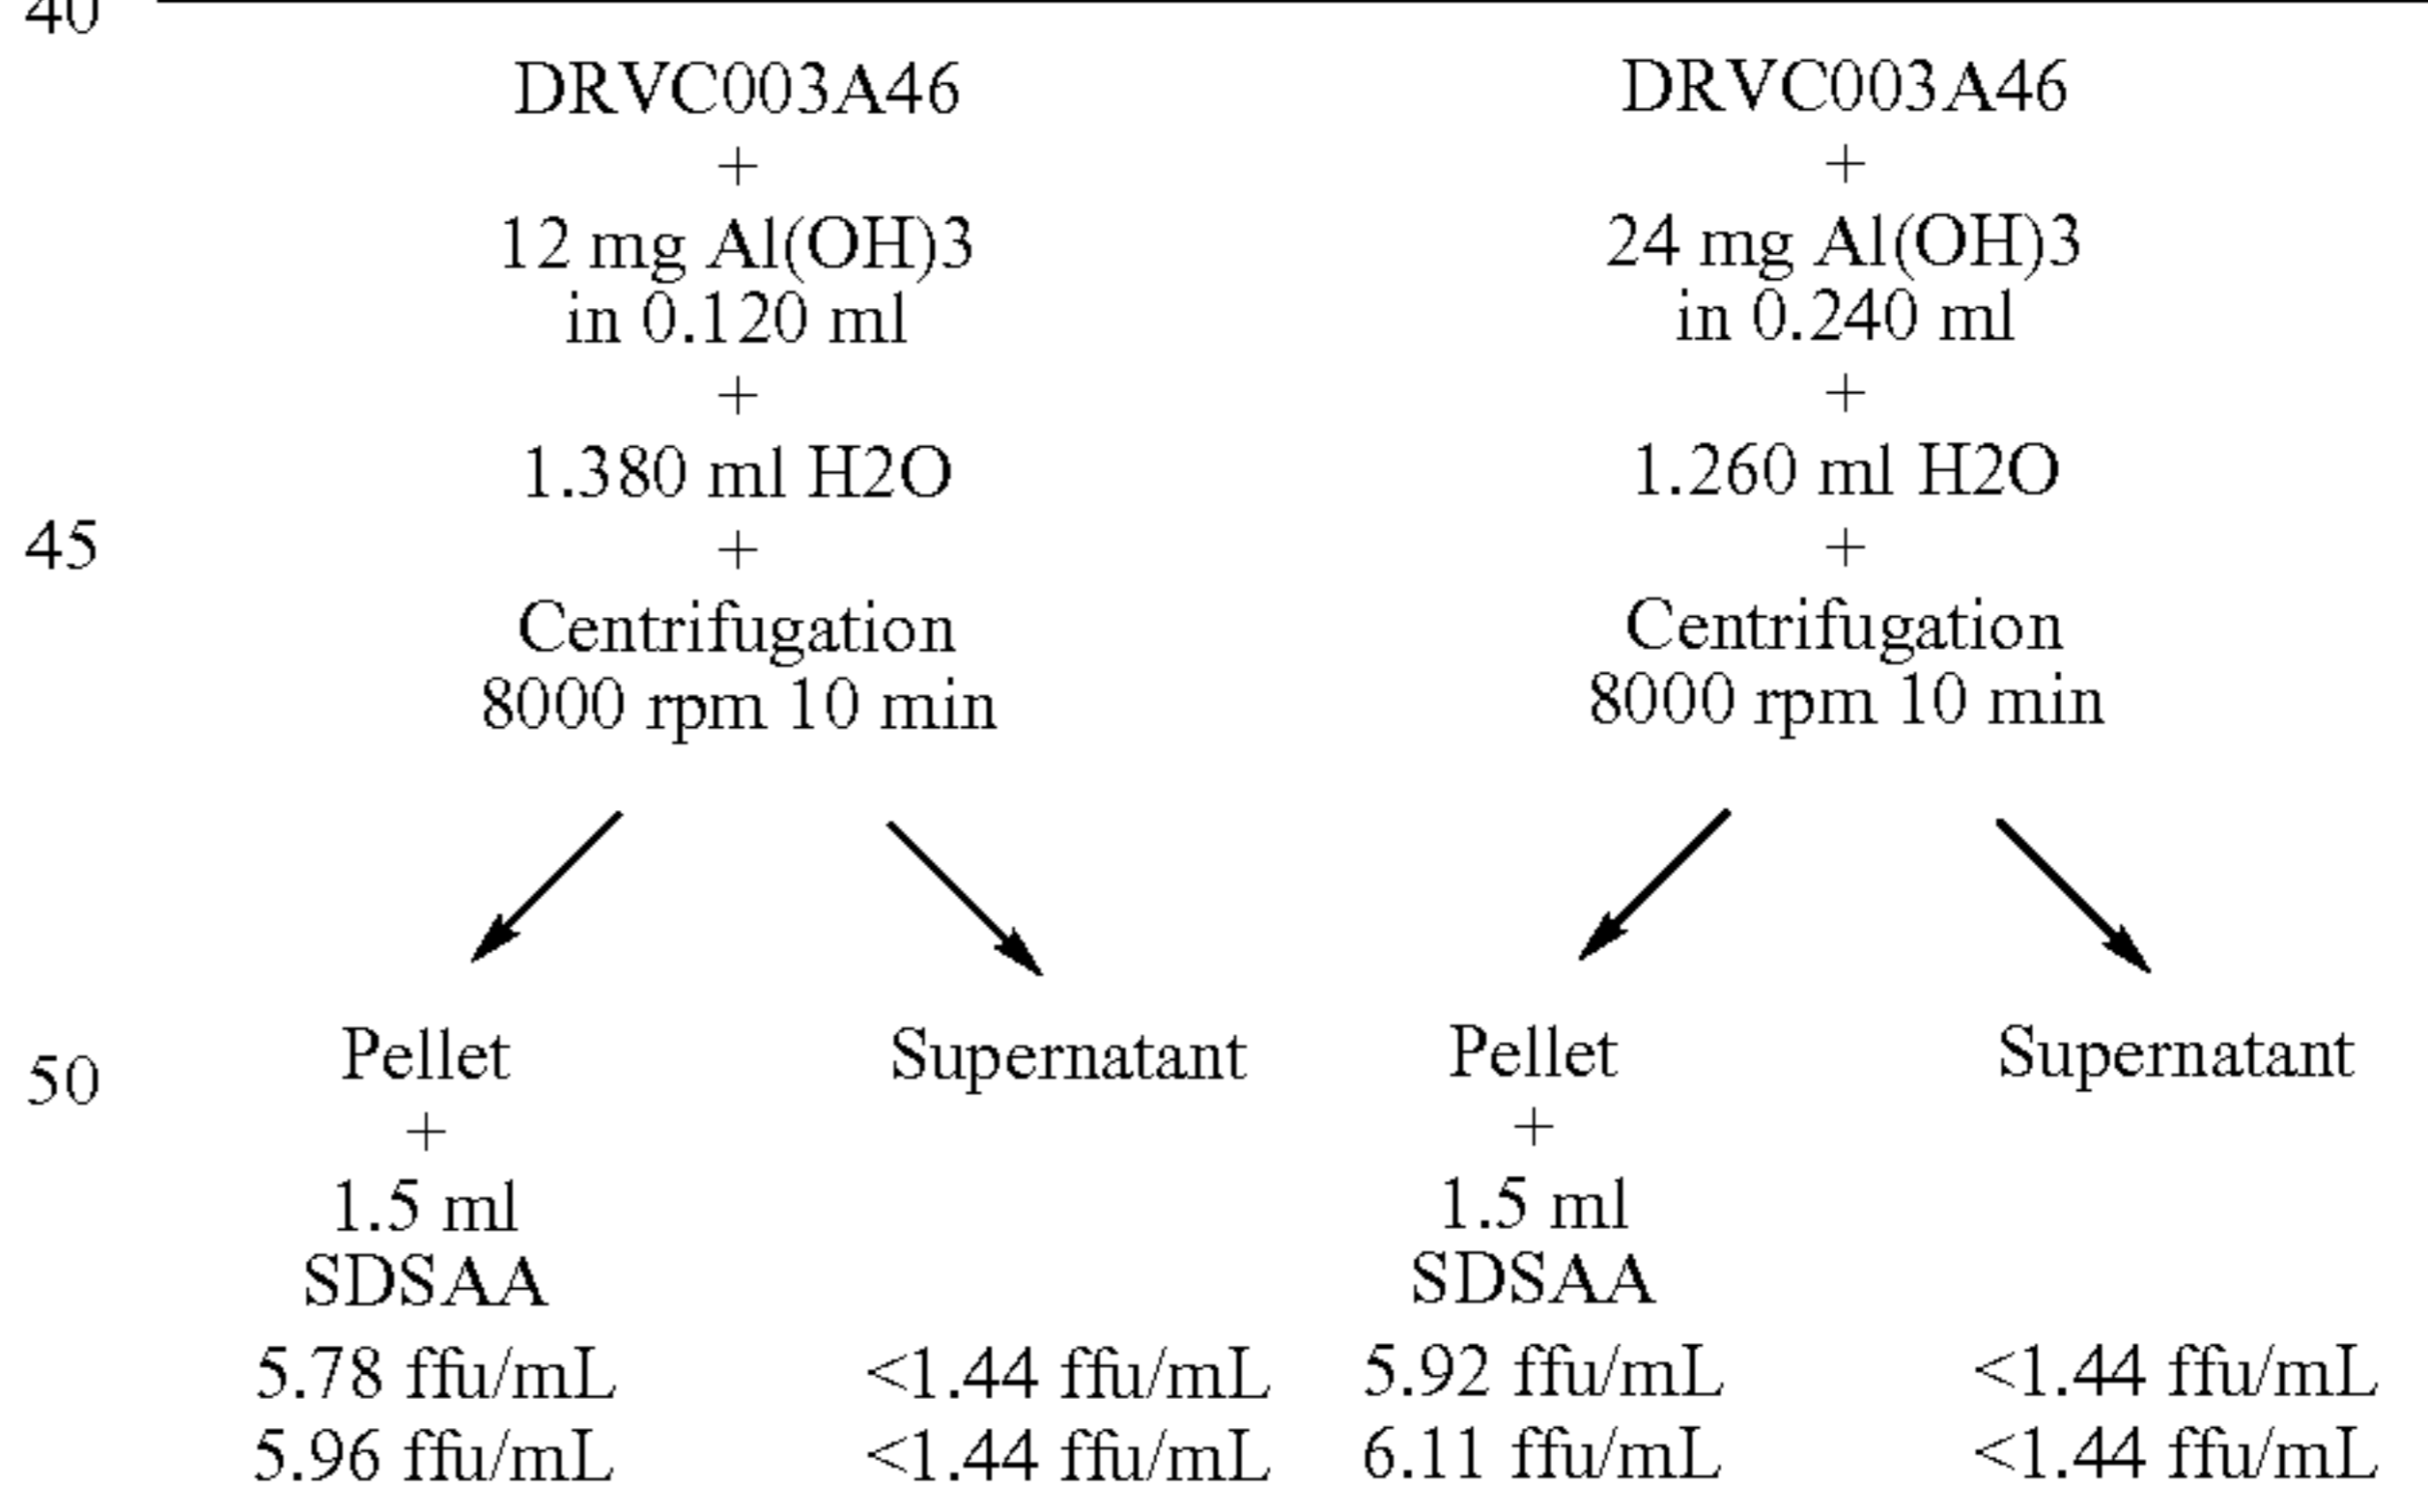 40
DRVC003A46 DRVC003A46
+ +
12 mg Al(OH)3 24 mg Al(OH)3
in 0.120 ml in 0.240 ml
+ +
1.380 ml H2O 1.260 ml H2O
45 + +
Centrifugation Centrifugation
8000 rpm 10 min 8000 rpm 10 min
50 Pellet Supernatant Pellet Supernatant
+ +
1.5 ml 1.5 ml
SDSAA SDSAA
5.78 ffu/mL <1.44 ffu/mL 5.92 ffu/mL <1.44 ffu/mL
5.96 ffu/mL <1.44 ffu/mL 6.11 ffu/mL <1.44 ffu/mL